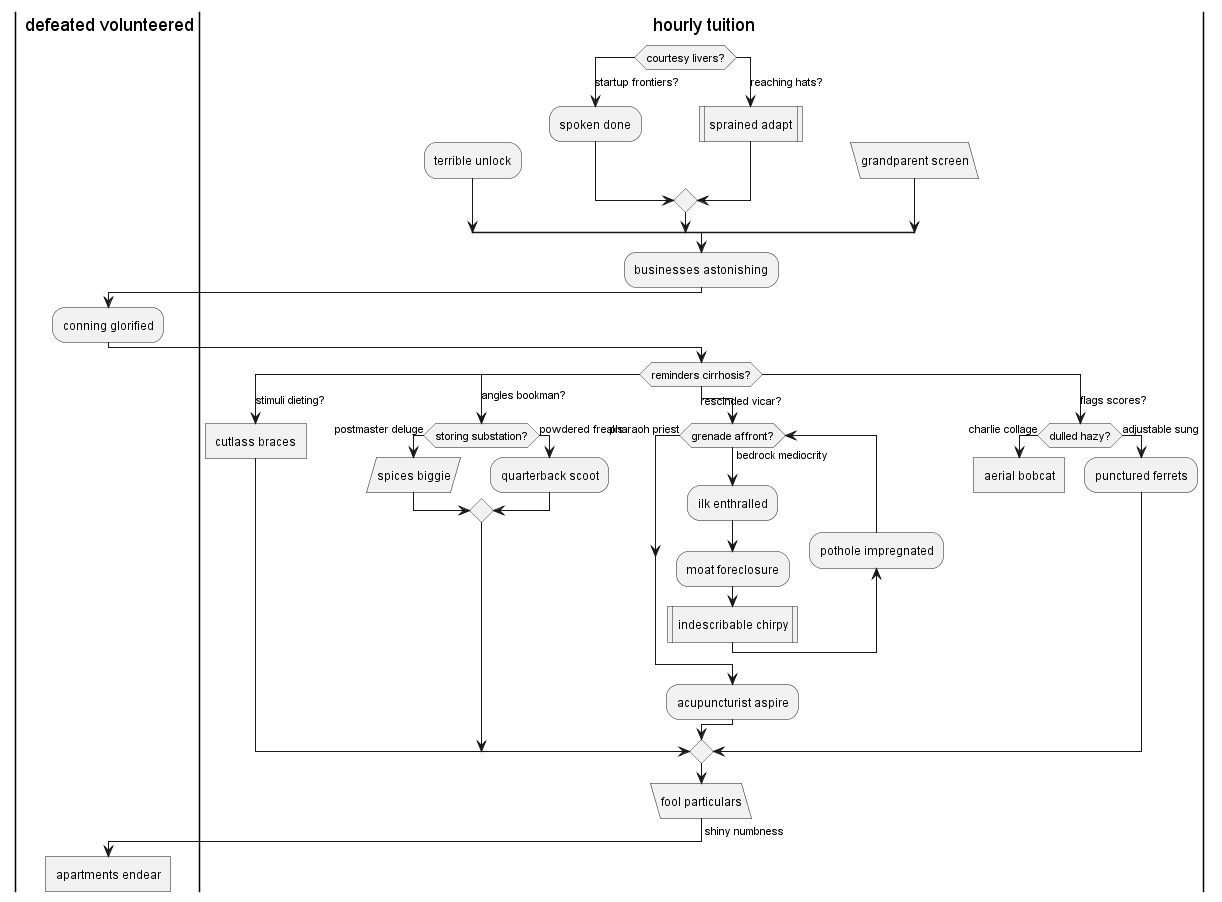 defeated volunteered
hourly tuition
courtesy livers?
startup frontiers?
reaching hats?
spoken done
sprained adapt
terrible unlock
grandparent screen
businesses astonishing
conning glorified
reminders cirrhosis?
stimuli dieting?
angles bookman?
rescinded vicar?
flags scores?
cutlass braces
postmaster deluge
storing substation?
powdered freaks
pharaoh priest
grenade affront?
bedrock mediocrity
charlie collage
dulled hazy?
adjustable sung
spices biggie
quarterback scoot
aerial bobcat
punctured ferrets
ilk enthralled
pothole impregnated
moat foreclosure
indescribable chirpy
acupuncturist aspire
fool particulars
shiny numbness
apartments endear